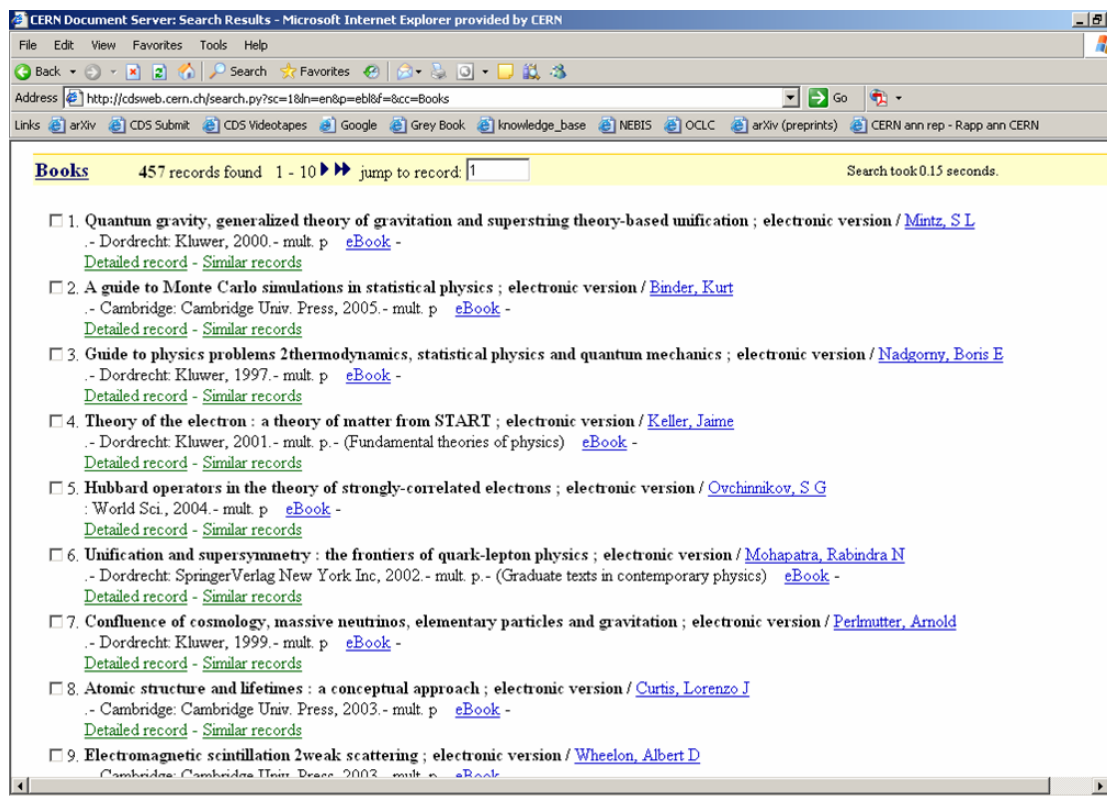 CERN Document Server: Search Results - Microsoft Internet Explorer provided by CERN
File Edit View Favorites Tools Help
Back Search Favorites
Address http://cdsweb.cern.ch/search.py?sc=1&ln=en&p=ebl&f=&cc=Books Go
Links arXiv CDS Submit CDS Videotapes Google Grey Book knowledge_base NEBIS OCLC arXiv (preprints) CERN ann rep - Rapp ann CERN
Books 457 records found 1 - 10 jump to record: 1 Search took 0.15 seconds.
1. Quantum gravity, generalized theory of gravitation and superstring theory-based unification ; electronic version / Mintz, S L
.- Dordrecht: Kluwer, 2000.- mult. p eBook -
Detailed record - Similar records
2. A guide to Monte Carlo simulations in statistical physics ; electronic version / Binder, Kurt
.- Cambridge: Cambridge Univ. Press, 2005.- mult. p eBook -
Detailed record - Similar records
3. Guide to physics problems 2thermodynamics, statistical physics and quantum mechanics ; electronic version / Nadgorny, Boris E
.- Dordrecht: Kluwer, 1997.- mult. p eBook -
Detailed record - Similar records
4. Theory of the electron : a theory of matter from START ; electronic version / Keller, Jaime
.- Dordrecht: Kluwer, 2001.- mult. p.- (Fundamental theories of physics) eBook -
Detailed record - Similar records
5. Hubbard operators in the theory of strongly-correlated electrons ; electronic version / Ovchinnikov, S G
: World Sci., 2004.- mult. p eBook -
Detailed record - Similar records
6. Unification and supersymmetry : the frontiers of quark-lepton physics ; electronic version / Mohapatra, Rabindra N
.- Dordrecht: SpringerVerlag New York Inc, 2002.- mult. p.- (Graduate texts in contemporary physics) eBook -
Detailed record - Similar records
7. Confluence of cosmology, massive neutrinos, elementary particles and gravitation ; electronic version / Perlmutter, Arnold
.- Dordrecht: Kluwer, 1999.- mult. p eBook -
Detailed record - Similar records
8. Atomic structure and lifetimes : a conceptual approach ; electronic version / Curtis, Lorenzo J
.- Cambridge: Cambridge Univ. Press, 2003.- mult. p eBook -
Detailed record - Similar records
9. Electromagnetic scintillation 2weak scattering ; electronic version / Wheelon, Albert D
.- Cambridge: Cambridge Univ. Press, 2003.- mult. p eBook -